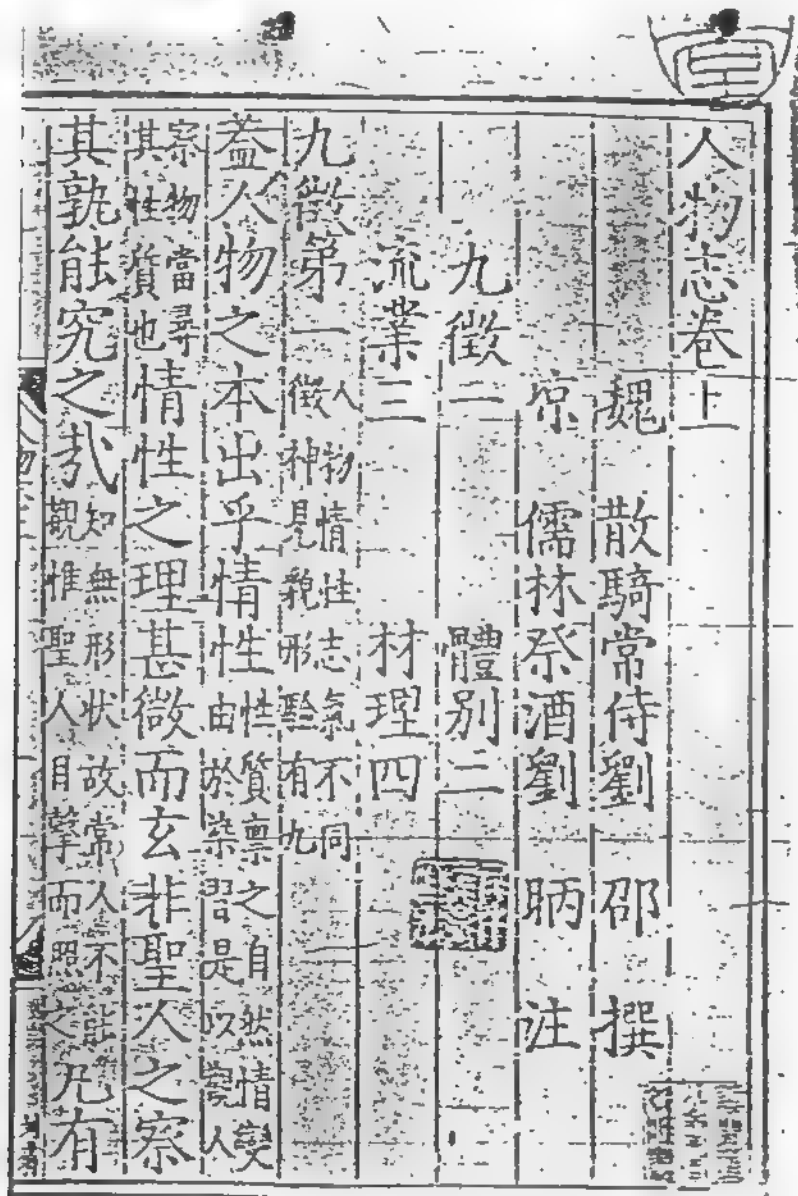 人物志卷上
魏 散騎常侍劉 邵 撰
涼 儒林祭酒劉 昞 注
九徵一 體別二
流業三 材理四
九徵第一 人物情性志氣不同徵神見貌形驗有九
蓋人物之本出乎情性 性質禀之自然情變由於染習是以觀人
察物當尋其性質也 情性之理甚微而玄非聖人之察
其孰能究之哉 知無形狀故常人不能觀惟聖人目擊而照之 凡有